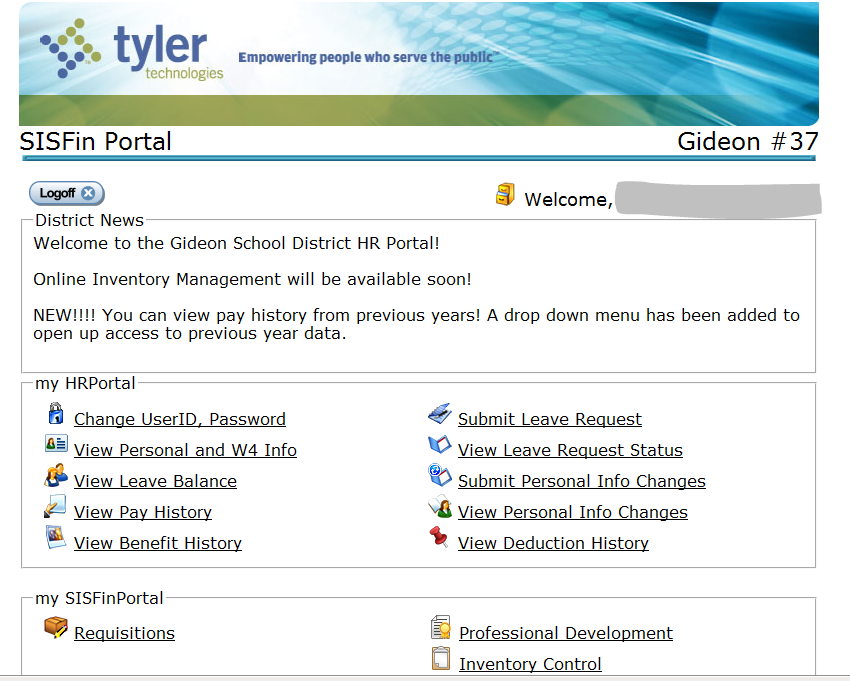 tyler
technologies
Empowering people who serve the public™
SISFin Portal
Gideon #37
Logoff
Welcome,
District News
Welcome to the Gideon School District HR Portal!
Online Inventory Management will be available soon!
NEW!!!! You can view pay history from previous years! A drop down menu has been added to
open up access to previous year data.
my HRPortal
Change UserID, Password
Submit Leave Request
View Personal and W4 Info
View Leave Request Status
View Leave Balance
Submit Personal Info Changes
View Pay History
View Personal Info Changes
View Benefit History
View Deduction History
my SISFinPortal
Requisitions
Professional Development
Inventory Control